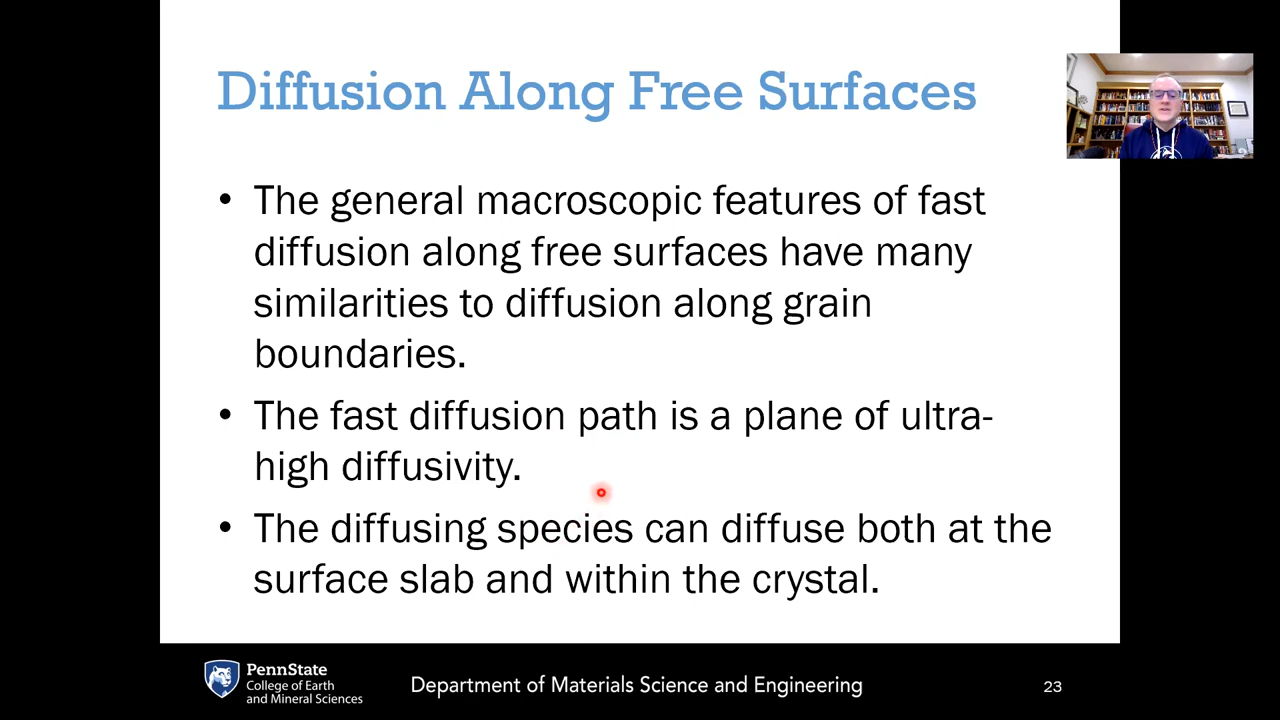 Diffusion Along Free Surfaces
• The general macroscopic features of fast
diffusion along free surfaces have many
similarities to diffusion along grain
boundaries.
• The fast diffusion path is a plane of ultra-
high diffusivity.
• The diffusing species can diffuse both at the
surface slab and within the crystal.
PennState
College of Earth
and Mineral Sciences
Department of Materials Science and Engineering
23